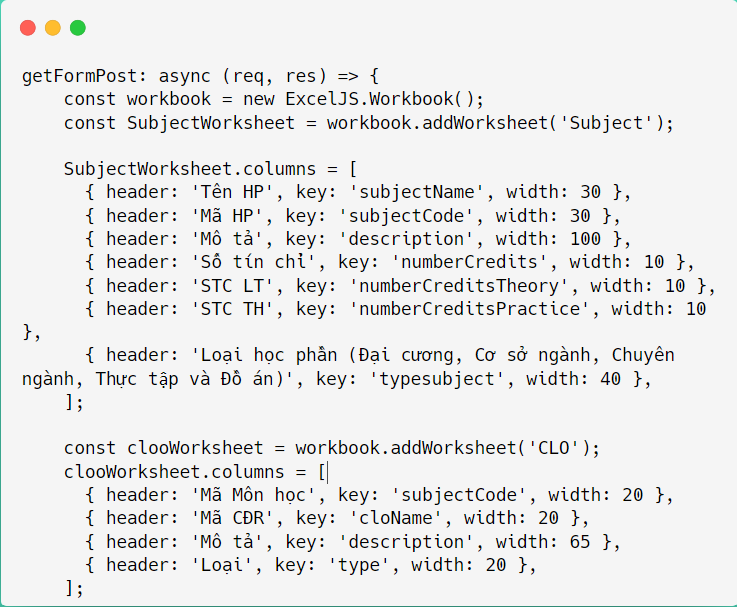 getFormPost: async (req, res) => {
    const workbook = new ExcelJS.Workbook();
    const SubjectWorksheet = workbook.addWorksheet('Subject');

    SubjectWorksheet.columns = [
      { header: 'Tên HP', key: 'subjectName', width: 30 },
      { header: 'Mã HP', key: 'subjectCode', width: 30 },
      { header: 'Mô tả', key: 'description', width: 100 },
      { header: 'Số tín chỉ', key: 'numberCredits', width: 10 },
      { header: 'STC LT', key: 'numberCreditsTheory', width: 10 },
      { header: 'STC TH', key: 'numberCreditsPractice', width: 10
},
      { header: 'Loại học phần (Đại cương, Cơ sở ngành, Chuyên
ngành, Thực tập và Đồ án)', key: 'typesubject', width: 40 },
    ];

    const clooWorksheet = workbook.addWorksheet('CLO');
    clooWorksheet.columns = [
      { header: 'Mã Môn học', key: 'subjectCode', width: 20 },
      { header: 'Mã CĐR', key: 'cloName', width: 20 },
      { header: 'Mô tả', key: 'description', width: 65 },
      { header: 'Loại', key: 'type', width: 20 },
    ];